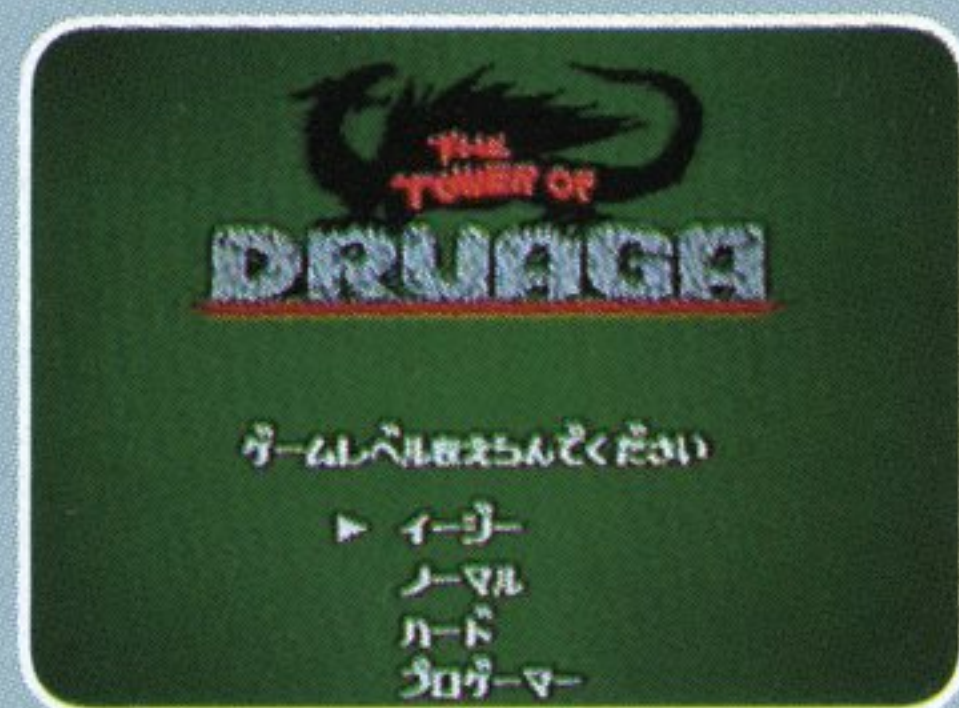 THE
TOWER OF
DRUAGA
ゲームレベルをえらんでください
▶ イージー
ノーマル
ハード
プロゲーマー